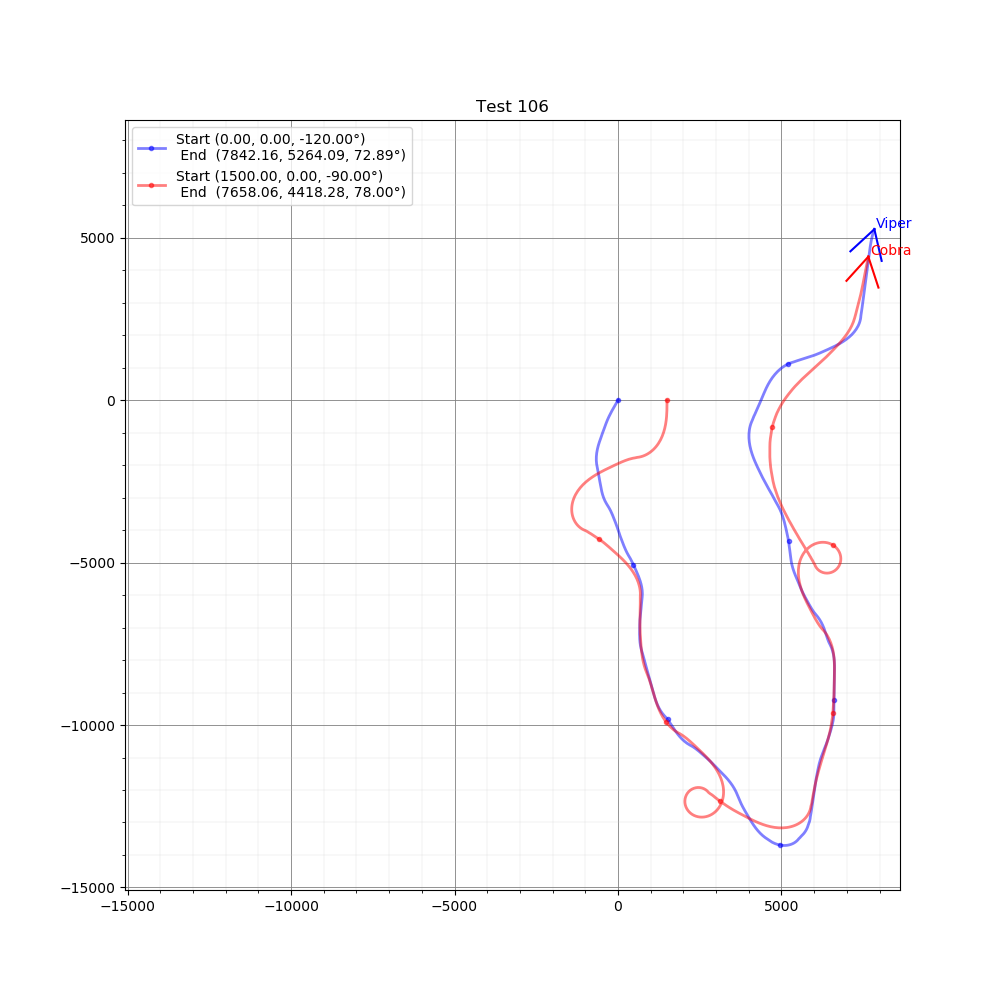 Test 106
Start (0.00, 0.00, -120.00°)
End (7842.16, 5264.09, 72.89°)
Start (1500.00, 0.00, -90.00°)
End (7658.06, 4418.28, 78.00°)
Viper
Cobra
5000
0
−5000
−10000
−15000
−15000
−10000
−5000
0
5000